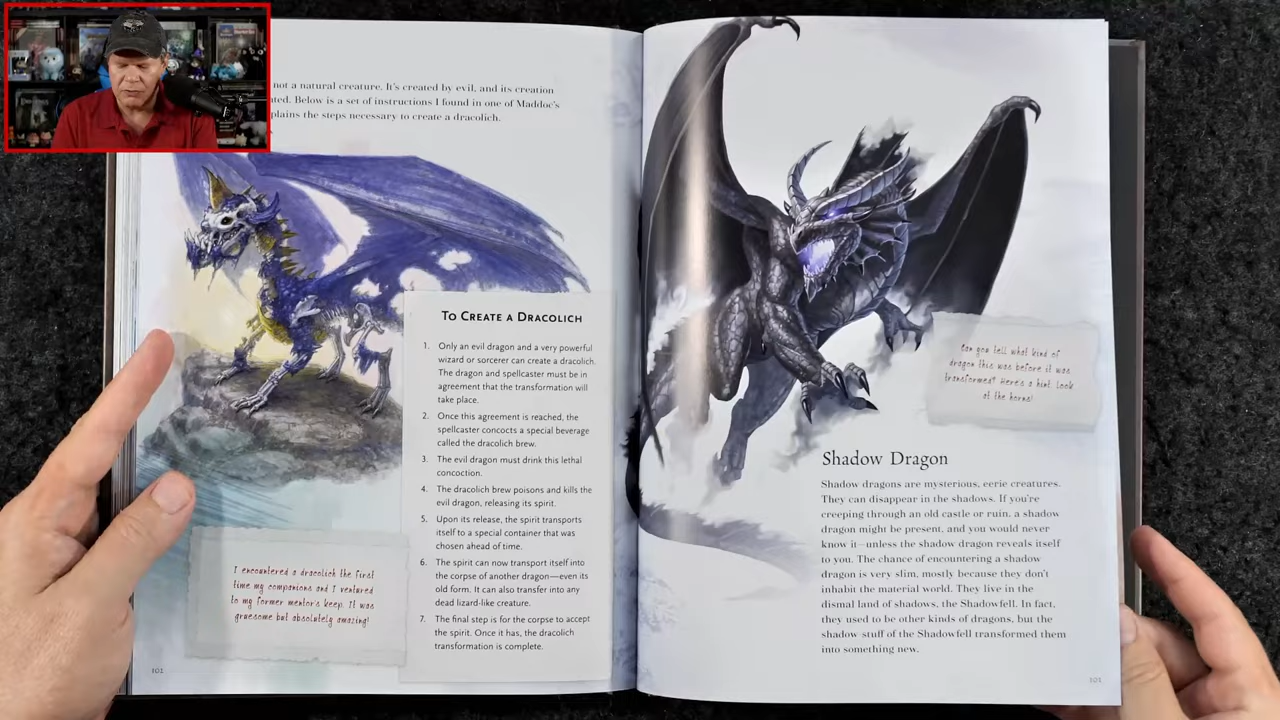 not a natural creature. It's created by evil, and its creation
ted. Below is a set of instructions I found in one of Maddoc's
plains the steps necessary to create a dracolich.
TO CREATE A DRACOLICH
1. Only an evil dragon and a very powerful
wizard or sorcerer can create a dracolich.
The dragon and spellcaster must be in
agreement that the transformation will
take place.
2. Once this agreement is reached, the
spellcaster concocts a special beverage
called the dracolich brew.
3. The evil dragon must drink this lethal
concoction.
4. The dracolich brew poisons and kills the
evil dragon, releasing its spirit.
5. Upon its release, the spirit transports
itself to a special container that was
chosen ahead of time.
6. The spirit can now transport itself into
the corpse of another dragon—even its
old form. It can also transfer into any
dead lizard-like creature.
7. The final step is for the corpse to accept
the spirit. Once it has, the dracolich
transformation is complete.
I encountered a dracolich the first
time my companions and I ventured
to my former mentor's keep. It was
gruesome but absolutely amazing!
Can you tell what kind of
dragon this was before it was
transformed? Here's a hint: Look
at the horns!
Shadow Dragon
Shadow dragons are mysterious, eerie creatures.
They can disappear in the shadows. If you're
creeping through an old castle or ruin, a shadow
dragon might be present, and you would never
know it—unless the shadow dragon reveals itself
to you. The chance of encountering a shadow
dragon is very slim, mostly because they don't
inhabit the material world. They live in the
dismal land of shadows, the Shadowfell. In fact,
they used to be other kinds of dragons, but the
shadow stuff of the Shadowfell transformed them
into something new.